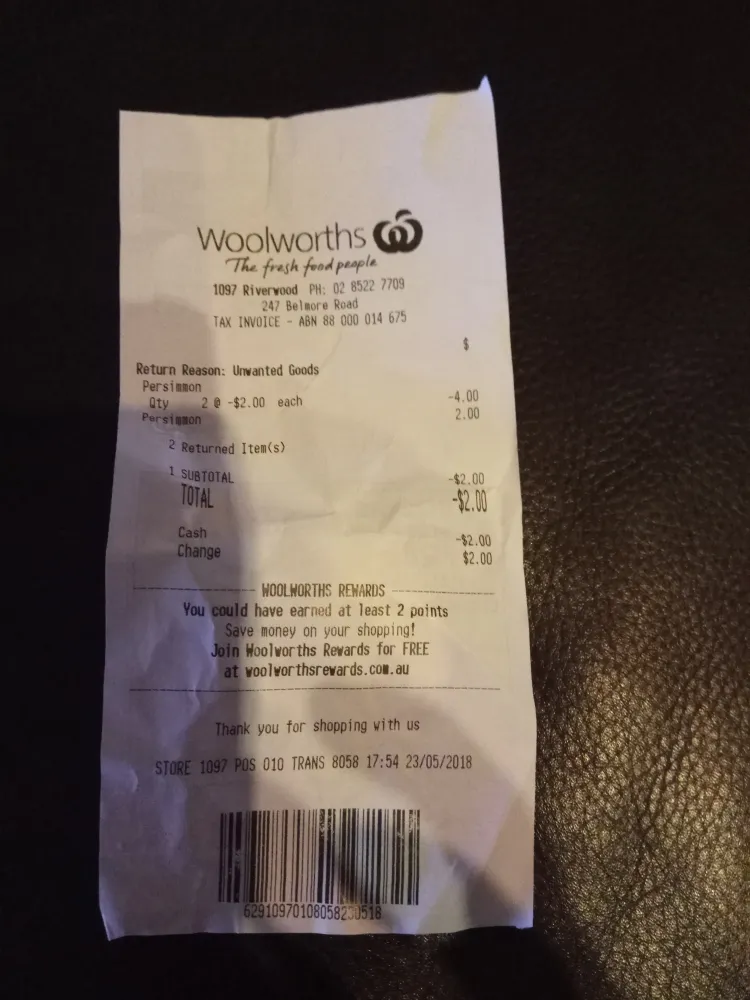 Woolworths
The fresh food people
1097 Riverwood PH: 02 8522 7709
247 Belmore Road
TAX INVOICE - ABN 88 000 014 675
$
Return Reason: Unwanted Goods
Persimmon
Qty 2 @ -$2.00 each -4.00
Persimmon 2.00
2 Returned Item(s)
1 SUBTOTAL -$2.00
TOTAL -$2.00
Cash -$2.00
Change $2.00
WOOLWORTHS REWARDS
You could have earned at least 2 points
Save money on your shopping!
Join Woolworths Rewards for FREE
at woolworthsrewards.com.au
Thank you for shopping with us
STORE 1097 POS 010 TRANS 8058 17:54 23/05/2018
62910970108058230518